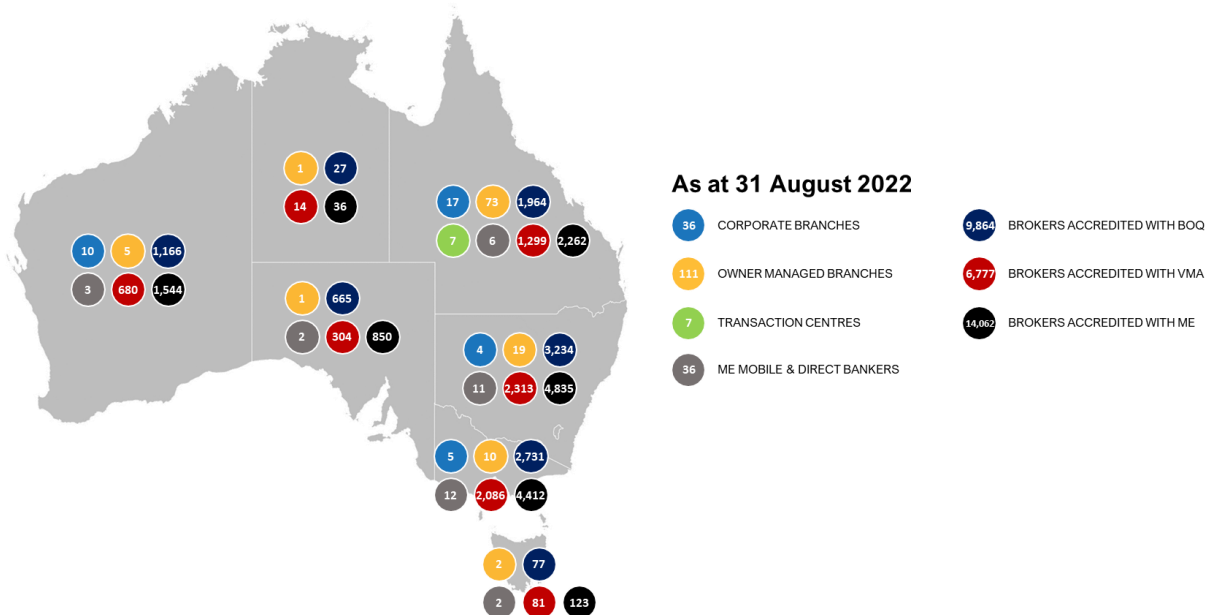 1 27
14 36
17 73 1,964
7 6 1,299 2,262
10 5 1,166
3 680 1,544
1 665
2 304 850
4 19 3,234
11 2,313 4,835
5 10 2,731
12 2,086 4,412
2 77
2 81 123
As at 31 August 2022
36 CORPORATE BRANCHES
111 OWNER MANAGED BRANCHES
7 TRANSACTION CENTRES
36 ME MOBILE & DIRECT BANKERS
9,864 BROKERS ACCREDITED WITH BOQ
6,777 BROKERS ACCREDITED WITH VMA
14,062 BROKERS ACCREDITED WITH ME